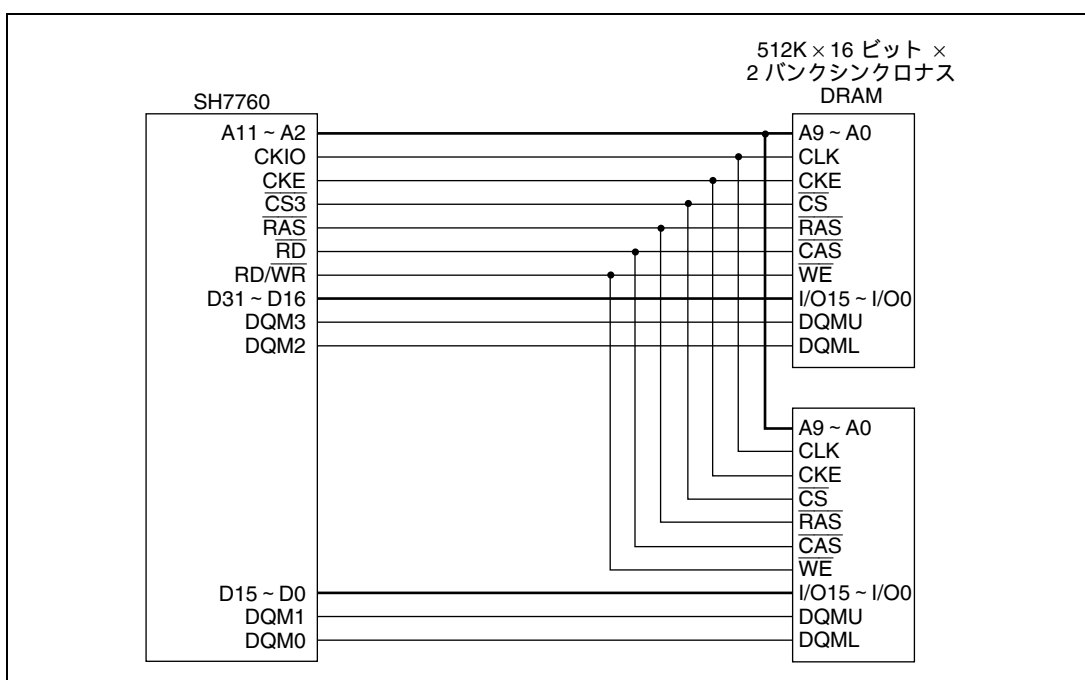 512K × 16 ビット ×
2 バンクシンクロナス
DRAM
SH7760
A11 ~ A2
CKIO
CKE
CS3
RAS
RD
RD/WR
D31 ~ D16
DQM3
DQM2
D15 ~ D0
DQM1
DQM0
A9 ~ A0
CLK
CKE
CS
RAS
CAS
WE
I/O15 ~ I/O0
DQMU
DQML
A9 ~ A0
CLK
CKE
CS
RAS
CAS
WE
I/O15 ~ I/O0
DQMU
DQML